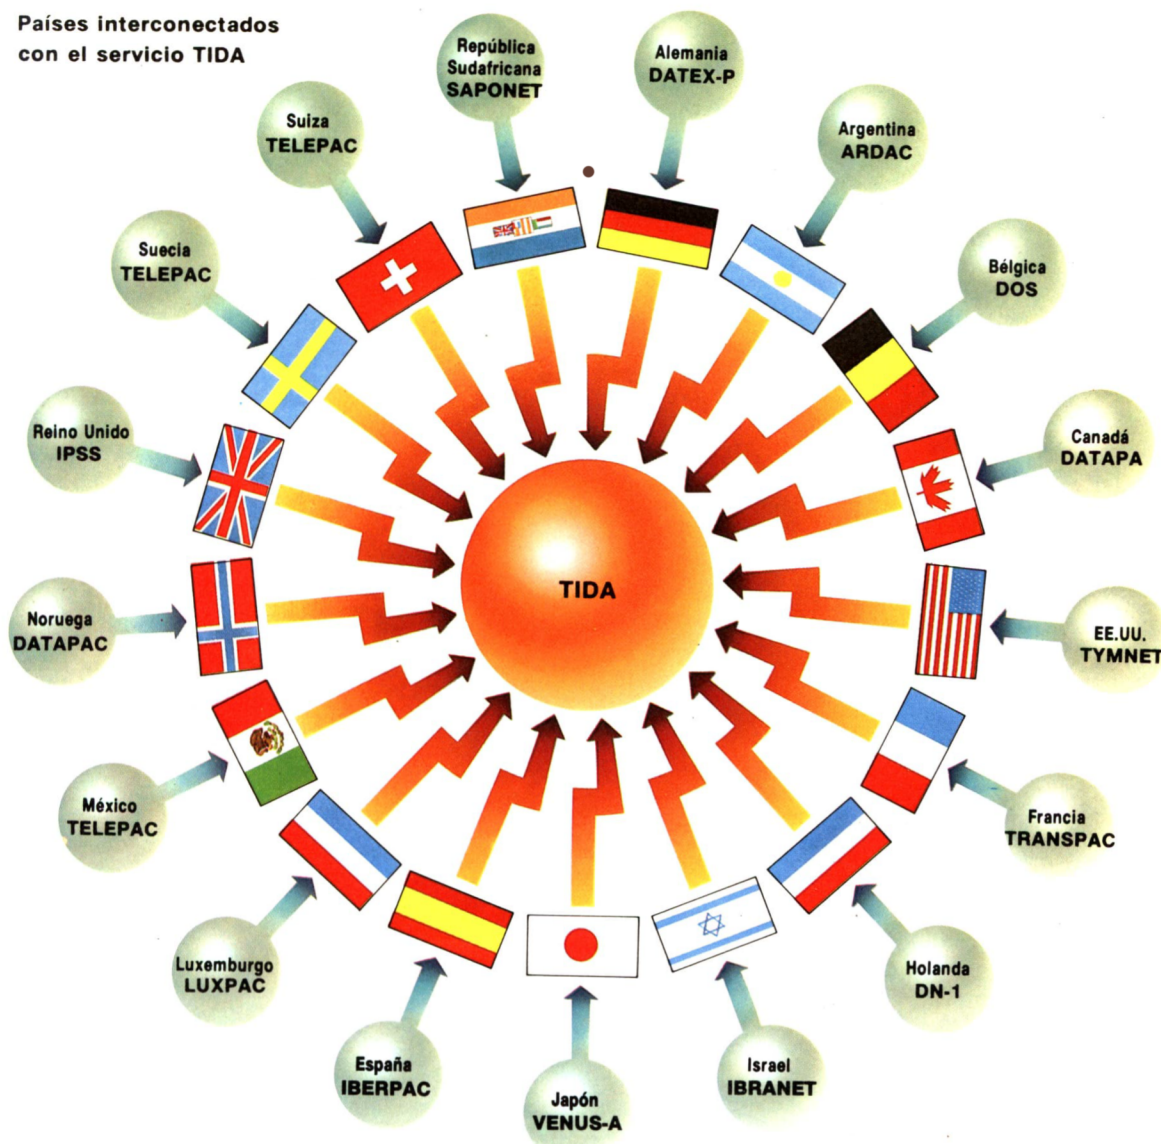 Países interconectados
con el servicio TIDA
República
Sudafricana
SAPONET
Alemania
DATEX-P
Argentina
ARDAC
Bélgica
DOS
Canadá
DATAPA
EE.UU.
TYMNET
Francia
TRANSPAC
Holanda
DN-1
Israel
IBRANET
Japón
VENUS-A
España
IBERPAC
Luxemburgo
LUXPAC
México
TELEPAC
Noruega
DATAPAC
Reino Unido
IPSS
Suecia
TELEPAC
Suiza
TELEPAC
TIDA